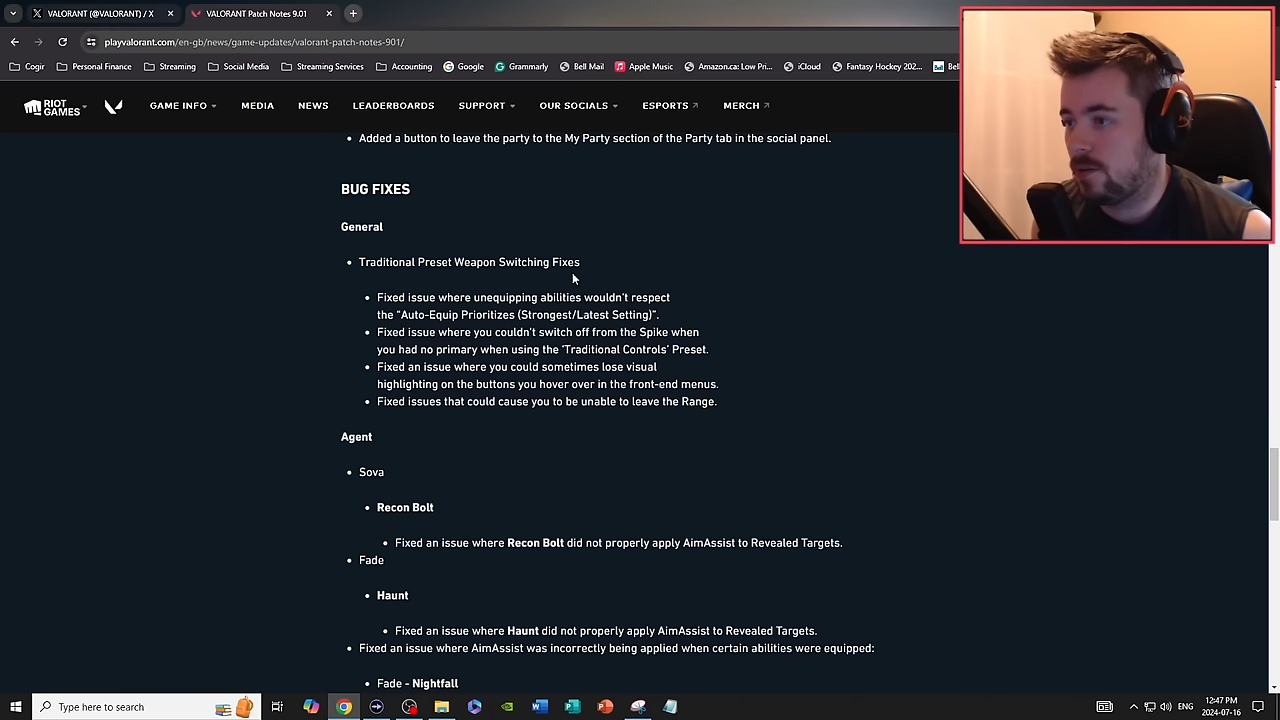 VALORANT (@VALORANT) / X
VALORANT Patch Notes 9.01
playvalorant.com/en-gb/news/game-updates/valorant-patch-notes-901/
Cogir Personal Finance Streaming Social Media Streaming Services Accounting Google Grammarly Bell Mail Apple Music Amazon.ca: Low Pri... iCloud Fantasy Hockey 202... Bel
RIOT GAMES GAME INFO MEDIA NEWS LEADERBOARDS SUPPORT OUR SOCIALS ESPORTS MERCH
• Added a button to leave the party to the My Party section of the Party tab in the social panel.
BUG FIXES
General
• Traditional Preset Weapon Switching Fixes
• Fixed issue where unequipping abilities wouldn't respect
the “Auto-Equip Prioritizes (Strongest/Latest Setting)”.
• Fixed issue where you couldn't switch off from the Spike when
you had no primary when using the ‘Traditional Controls’ Preset.
• Fixed an issue where you could sometimes lose visual
highlighting on the buttons you hover over in the front-end menus.
• Fixed issues that could cause you to be unable to leave the Range.
Agent
• Sova
• Recon Bolt
• Fixed an issue where Recon Bolt did not properly apply AimAssist to Revealed Targets.
• Fade
• Haunt
• Fixed an issue where Haunt did not properly apply AimAssist to Revealed Targets.
• Fixed an issue where AimAssist was incorrectly being applied when certain abilities were equipped:
• Fade - Nightfall
Type here to search
ENG
12:47 PM
2024-07-16